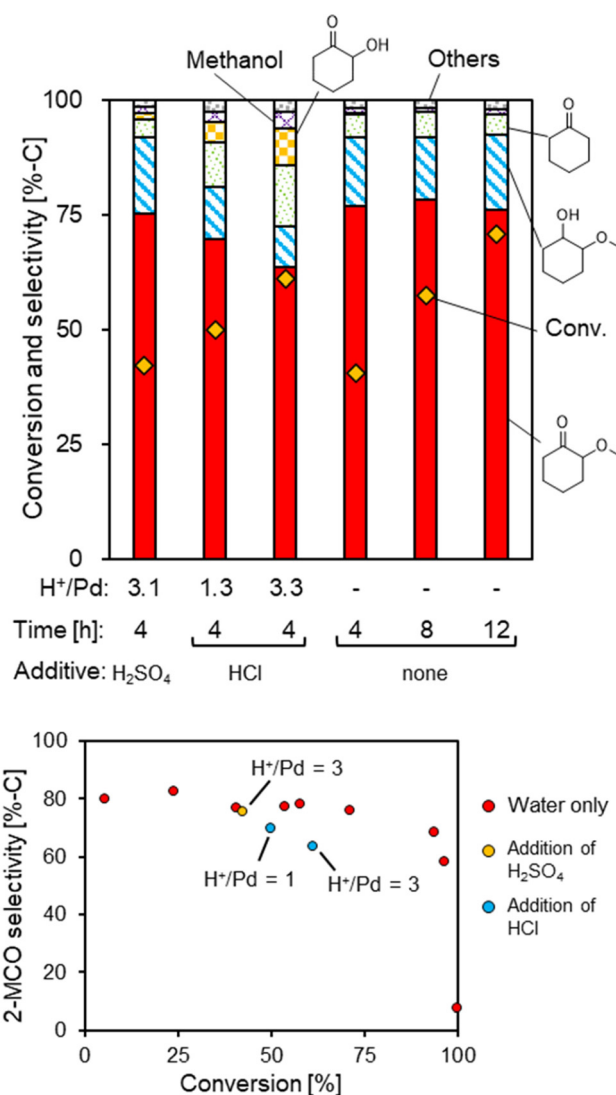 O
OH
Methanol
Others
Conversion and selectivity [%-C]
100
75
50
25
0
O
OH
O
Conv.
O
O
H⁺/Pd: 3.1 1.3 3.3 - - -
Time [h]: 4 4 4 4 8 12
Additive: H₂SO₄ HCl none
2-MCO selectivity [%-C]
100
80
60
40
20
0
H⁺/Pd = 3
H⁺/Pd = 1
H⁺/Pd = 3
0 25 50 75 100
Conversion [%]
Water only
Addition of
H₂SO₄
Addition of
HCl